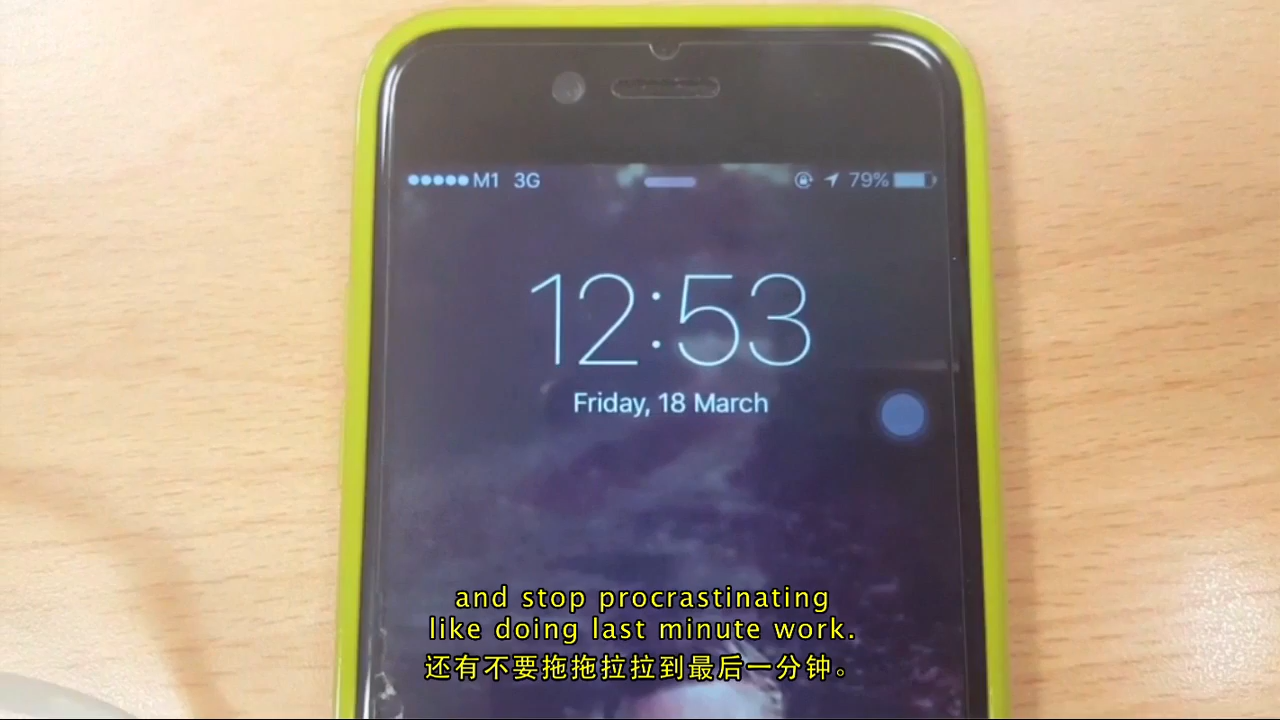 ●●●●● M1 3G 79%
12:53
Friday, 18 March
and stop procrastinating
like doing last minute work.
还有不要拖拖拉拉到最后一分钟。